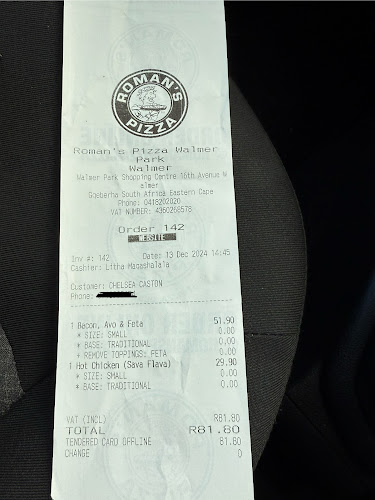 ROMAN'S
PIZZA
Roman's Pizza Walmer
Park
Walmer
Walmer Park Shopping Centre 16th Avenue W
almer
Gqeberha South Africa Eastern Cape
Phone: 0418202020
VAT NUMBER: 4360266576
Order 142
WEBSITE
Inv #: 142 Date: 13 Dec 2024 14:45
Cashier: Litha Macashalala
Customer: CHELSEA CASTON
Phone:
1 Bacon, Avo & Feta 51.90
* SIZE: SMALL 0.00
* BASE: TRADITIONAL 0.00
+ REMOVE TOPPINGS: FETA 0.00
1 Hot Chicken (Sava Flava) 29.90
* SIZE: SMALL 0.00
* BASE: TRADITIONAL 0.00
VAT (INCL) R81.80
TOTAL R81.80
TENDERED CARD OFFLINE 81.80
CHANGE 0